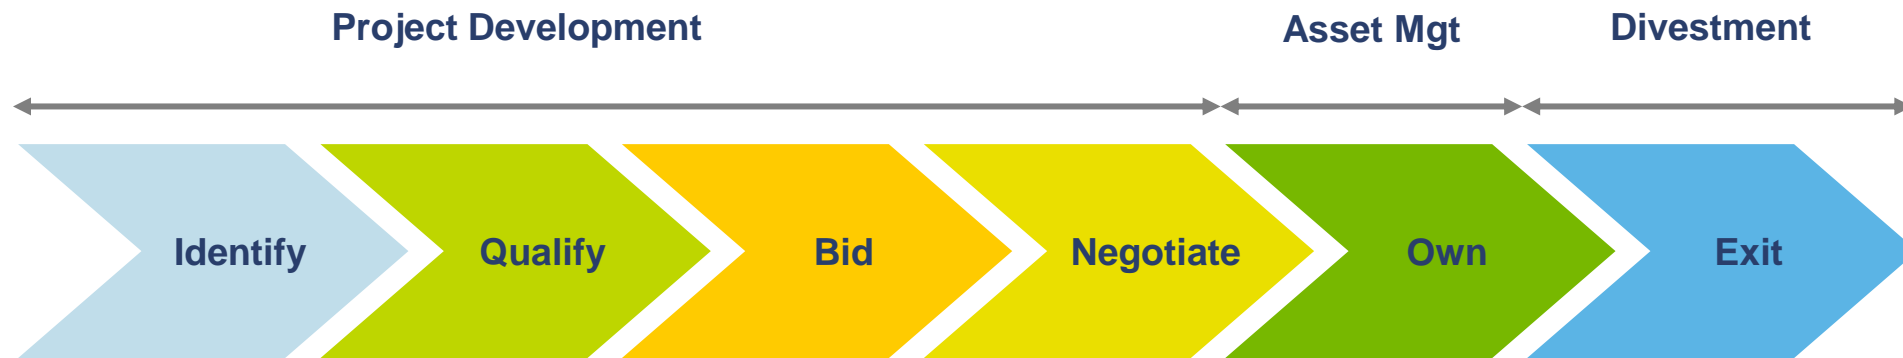 Project Development
Asset Mgt
Divestment
Identify
Qualify
Bid
Negotiate
Own
Exit